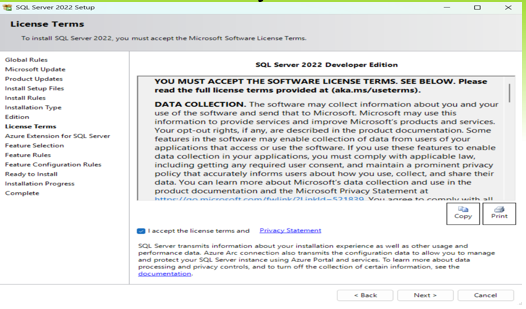 SQL Server 2022 Setup
License Terms
To install SQL Server 2022, you must accept the Microsoft Software License Terms.
Global Rules
Microsoft Update
Product Updates
Install Setup Files
Install Rules
Installation Type
Edition
License Terms
Azure Extension for SQL Server
Feature Selection
Feature Rules
Feature Configuration Rules
Ready to Install
Installation Progress
Complete
SQL Server 2022 Developer Edition
YOU MUST ACCEPT THE SOFTWARE LICENSE TERMS. SEE BELOW. Please
read the full license terms provided at (aka.ms/useterms).
DATA COLLECTION. The software may collect information about you and your
use of the software and send that to Microsoft. Microsoft may use this
information to provide services and improve Microsoft's products and services.
Your opt-out rights, if any, are described in the product documentation. Some
features in the software may enable collection of data from users of your
applications that access or use the software. If you use these features to enable
data collection in your applications, you must comply with applicable law,
including getting any required user consent, and maintain a prominent privacy
policy that accurately informs users about how you use, collect, and share their
data. You can learn more about Microsoft's data collection and use in the
product documentation and the Microsoft Privacy Statement at
https://go.microsoft.com/fwlink/?LinkId=521839. You agree to comply with all
Copy
Print
I accept the license terms and Privacy Statement
SQL Server transmits information about your installation experience as well as other usage and
performance data. Azure Arc connection also transmits the configuration data to allow you to manage
and protect your SQL Server instance using Azure Portal and services. To learn more about data
processing and privacy controls, and to turn off the collection of certain information, see the
documentation.
< Back
Next >
Cancel